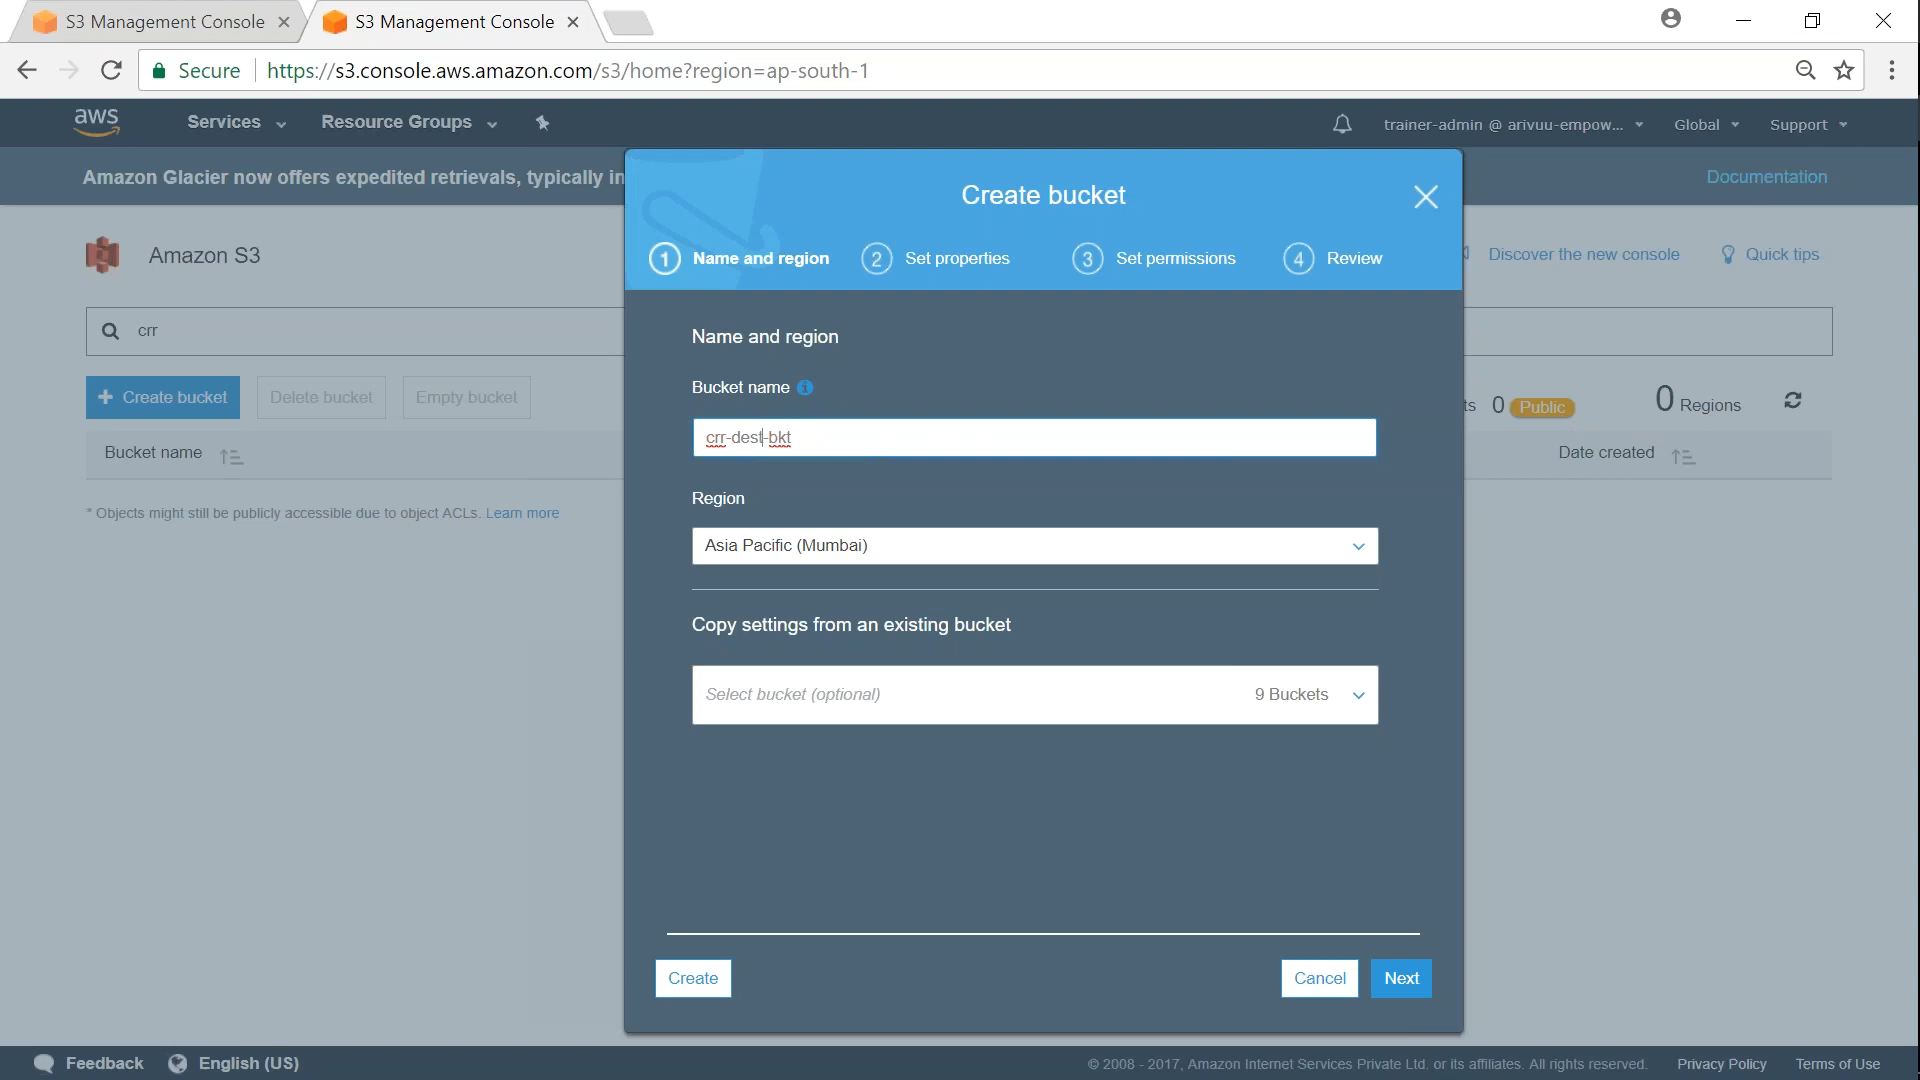 S3 Management Console
S3 Management Console
Secure
https://s3.console.aws.amazon.com/s3/home?region=ap-south-1
aws
Services
Resource Groups
trainer-admin @ arivuu-empow...
Global
Support
Amazon Glacier now offers expedited retrievals, typically in
Documentation
Create bucket
1 Name and region
2 Set properties
3 Set permissions
4 Review
Amazon S3
Discover the new console
Quick tips
crr
Name and region
+ Create bucket
Delete bucket
Empty bucket
Bucket name
ts 0 Public
0 Regions
crr-dest-bkt
Bucket name
Date created
Region
* Objects might still be publicly accessible due to object ACLs. Learn more
Asia Pacific (Mumbai)
Copy settings from an existing bucket
Select bucket (optional)
9 Buckets
Create
Cancel
Next
Feedback
English (US)
© 2008 - 2017, Amazon Internet Services Private Ltd. or its affiliates. All rights reserved.
Privacy Policy
Terms of Use